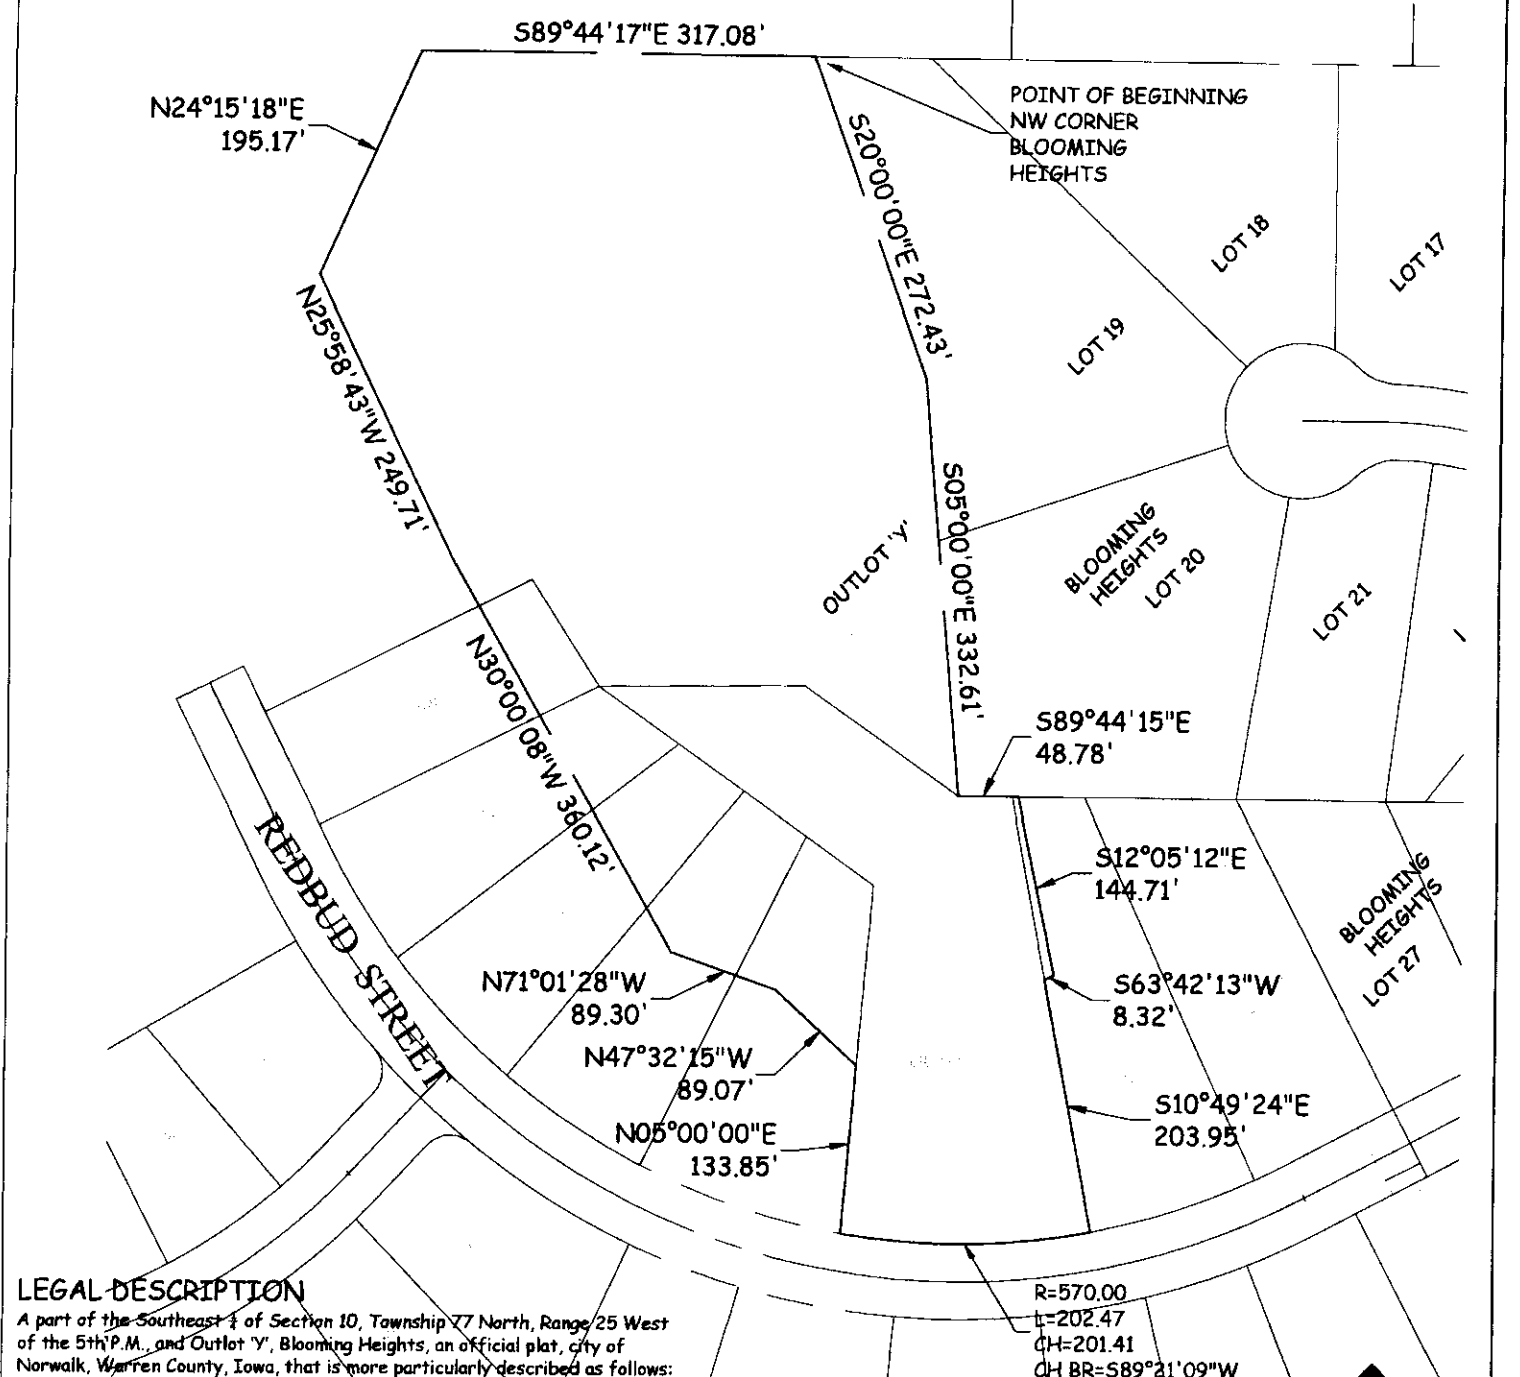 S89°44'17"E 317.08'
N24°15'18"E
195.17'
POINT OF BEGINNING
NW CORNER
BLOOMING
HEIGHTS
S20°00'00"E 272.43'
LOT 18
LOT 17
LOT 19
N25°58'43"W 249.71'
S05°00'00"E 332.61'
OUTLOT 'Y'
BLOOMING
HEIGHTS
LOT 20
LOT 21
N30°00'08"W 360.12'
S89°44'15"E
48.78'
REDBUD STREET
S12°05'12"E
144.71'
BLOOMING
HEIGHTS
LOT 27
N71°01'28"W
89.30'
S63°42'13"W
8.32'
N47°32'15"W
89.07'
S10°49'24"E
203.95'
N05°00'00"E
133.85'
LEGAL DESCRIPTION
A part of the Southeast ¼ of Section 10, Township 77 North, Range 25 West
of the 5th P.M., and Outlot 'Y', Blooming Heights, an official plat, city of
Norwalk, Warren County, Iowa, that is more particularly described as follows:
R=570.00
L=202.47
CH=201.41
CH BR=S89°21'09"W